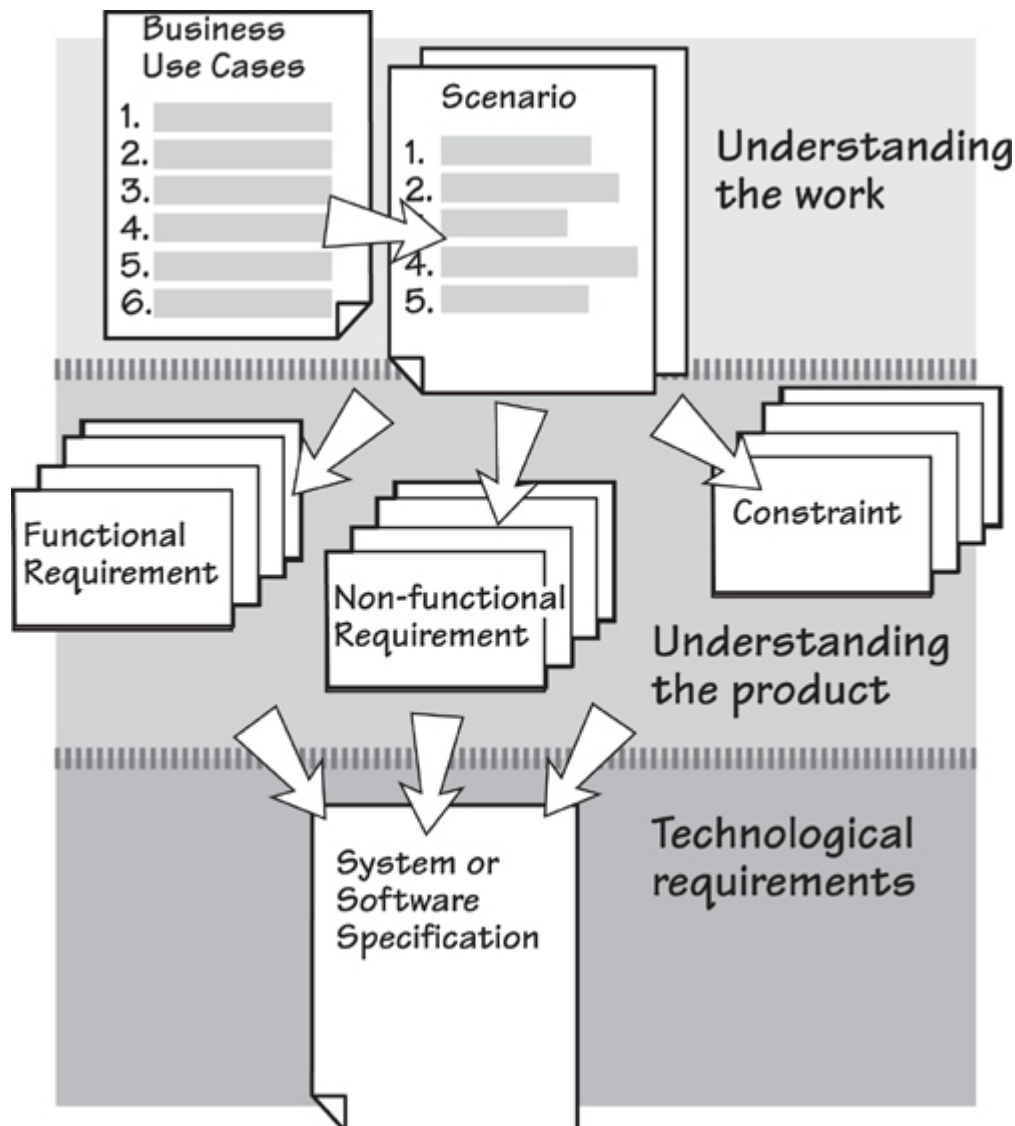 Business
Use Cases
1.
2.
3.
4.
5.
6.
Scenario
1.
2.
4.
5.
Understanding
the work
Functional
Requirement
Non-functional
Requirement
Constraint
Understanding
the product
System or
Software
Specification
Technological
requirements